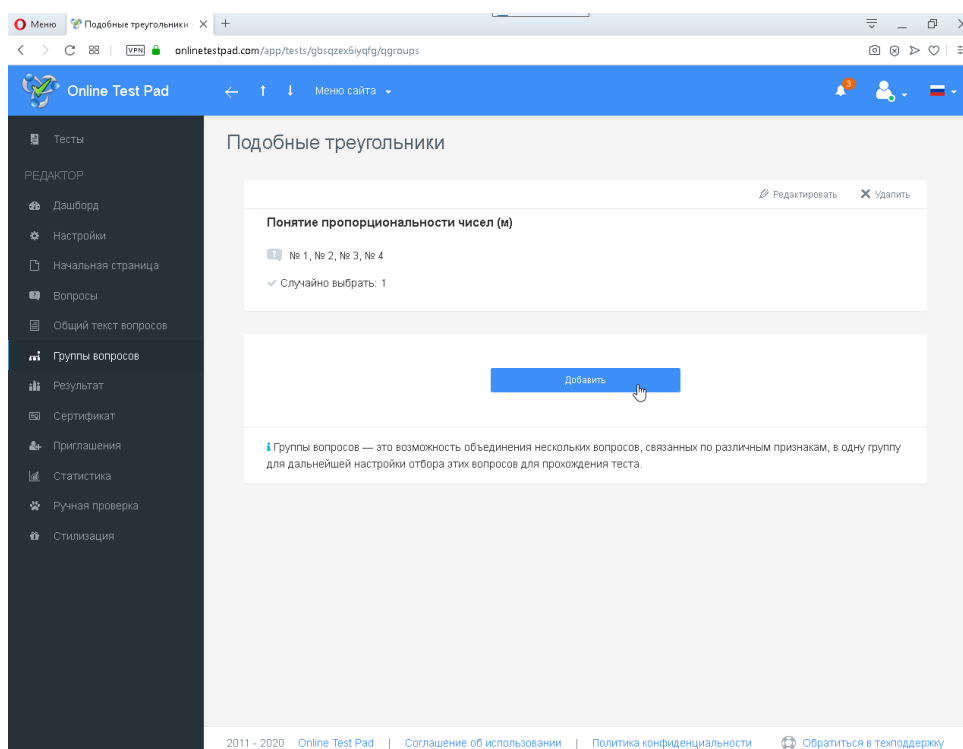 Меню
Подобные треугольники -
VPN
onlinetestpad.com/app/tests/gbsqzex6iyqfg/qgroups
Online Test Pad
Меню сайта
3
Тесты
РЕДАКТОР
Дашборд
Настройки
Начальная страница
Вопросы
Общий текст вопросов
Группы вопросов
Результат
Сертификат
Приглашения
Статистика
Ручная проверка
Стилизация
Подобные треугольники
Редактировать
Удалить
Понятие пропорциональности чисел (м)
№ 1, № 2, № 3, № 4
Случайно выбрать: 1
Добавить
Группы вопросов — это возможность объединения нескольких вопросов, связанных по различным признакам, в одну группу
для дальнейшей настройки отбора этих вопросов для прохождения теста.
2011 - 2020 Online Test Pad | Соглашение об использовании | Политика конфиденциальности Обратиться в техподдержку